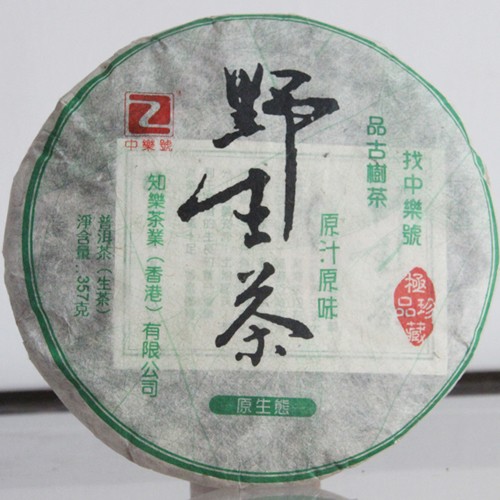 品古樹茶
找中樂號
野生茶
原汁原味
極品
珍藏
中樂號
知樂茶業（香港）有限公司
普洱茶（生茶）
淨含量：357克
原生態